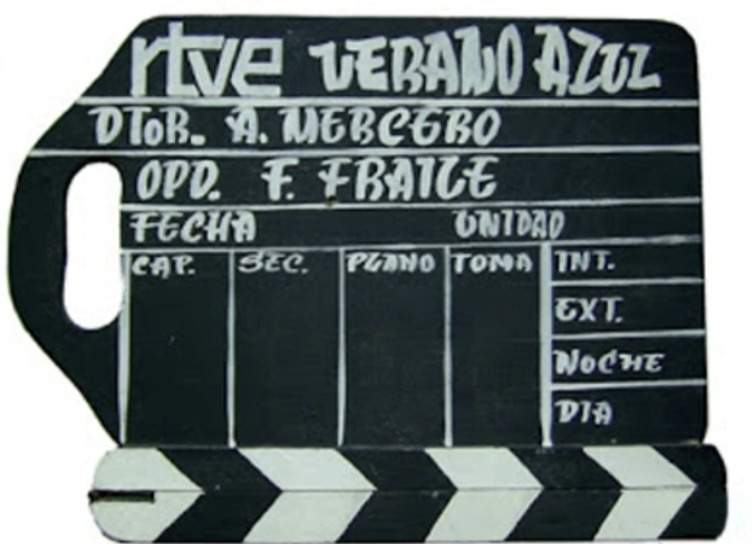 rtve VERANO AZUL
DTOR. A. MERCERO
OPD. F. FRAILE
FECHA UNIDAD
CAP. SEC. PLANO TOMA INT.
EXT.
NOCHE
DIA